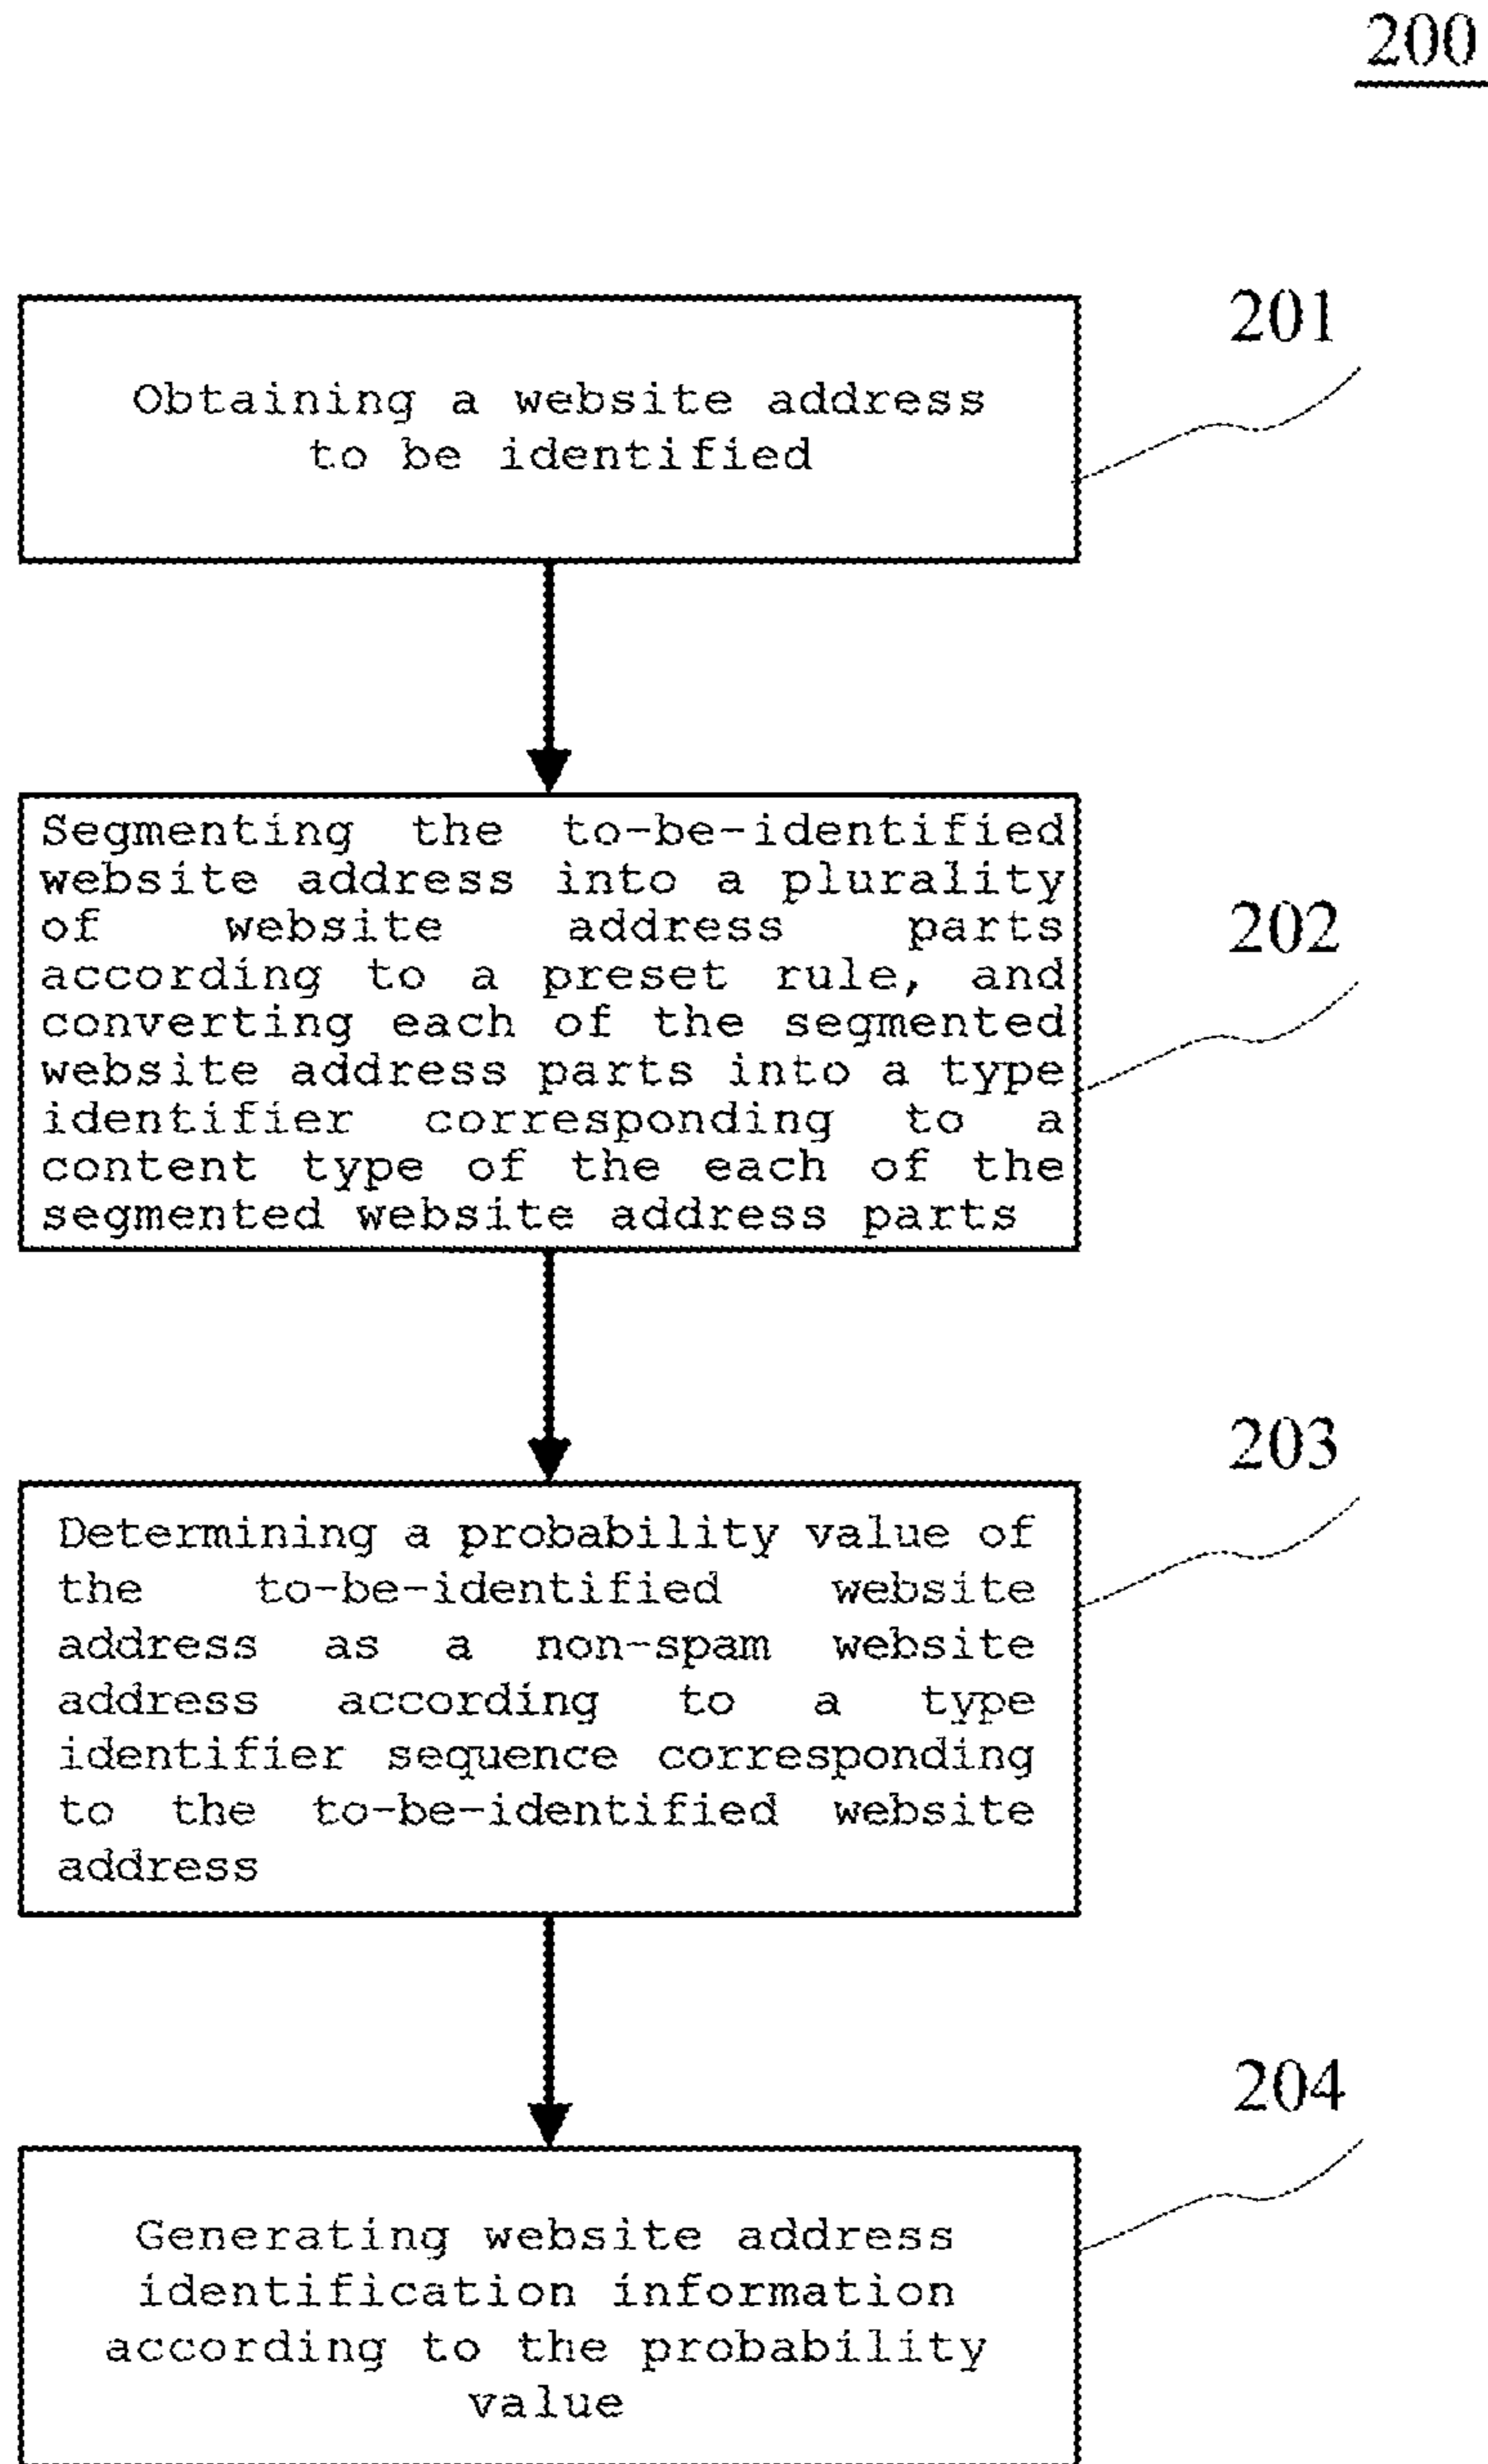 200
201
Obtaining a website address
to be identified
Segmenting the to-be-identified
website address into a plurality
of website address parts
according to a preset rule, and
converting each of the segmented
website address parts into a type
identifier corresponding to a
content type of the each of the
segmented website address parts
202
203
Determining a probability value of
the to-be-identified website
address as a non-spam website
address according to a type
identifier sequence corresponding
to the to-be-identified website
address
204
Generating website address
identification information
according to the probability
value